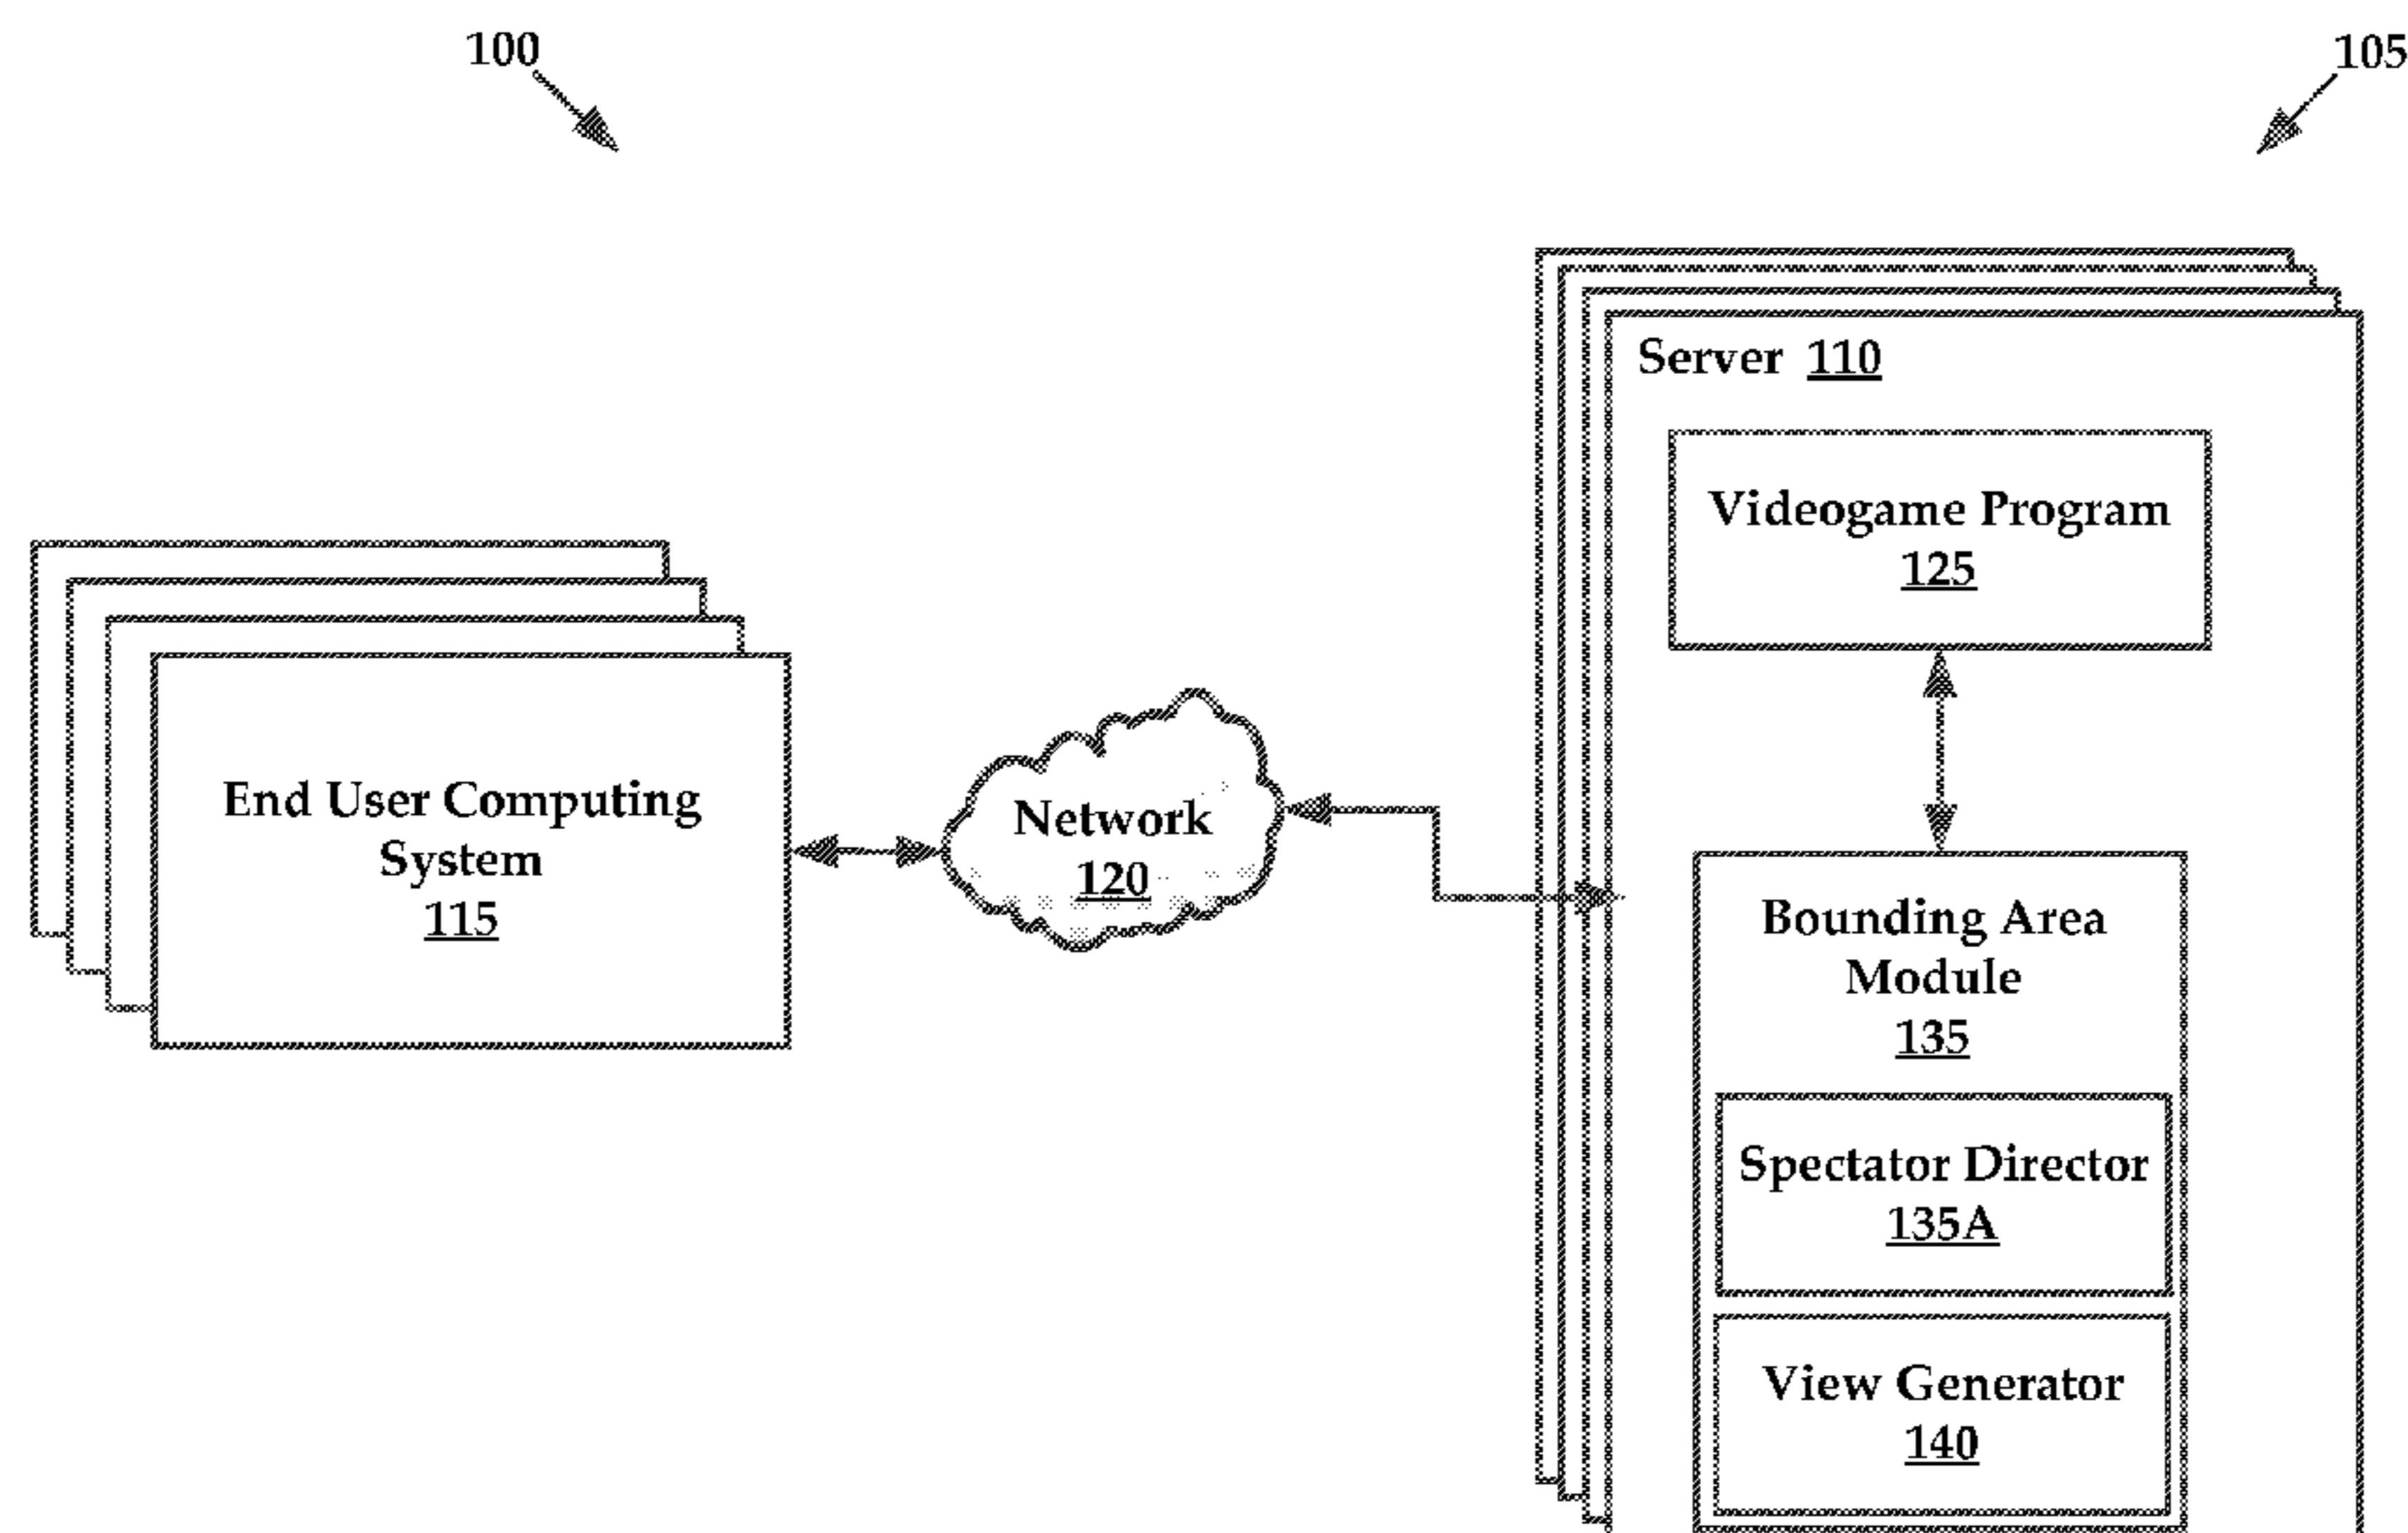 100
105
Server 110
Videogame Program
125
End User Computing
System
115
Network
120
Bounding Area
Module
135
Spectator Director
135A
View Generator
140